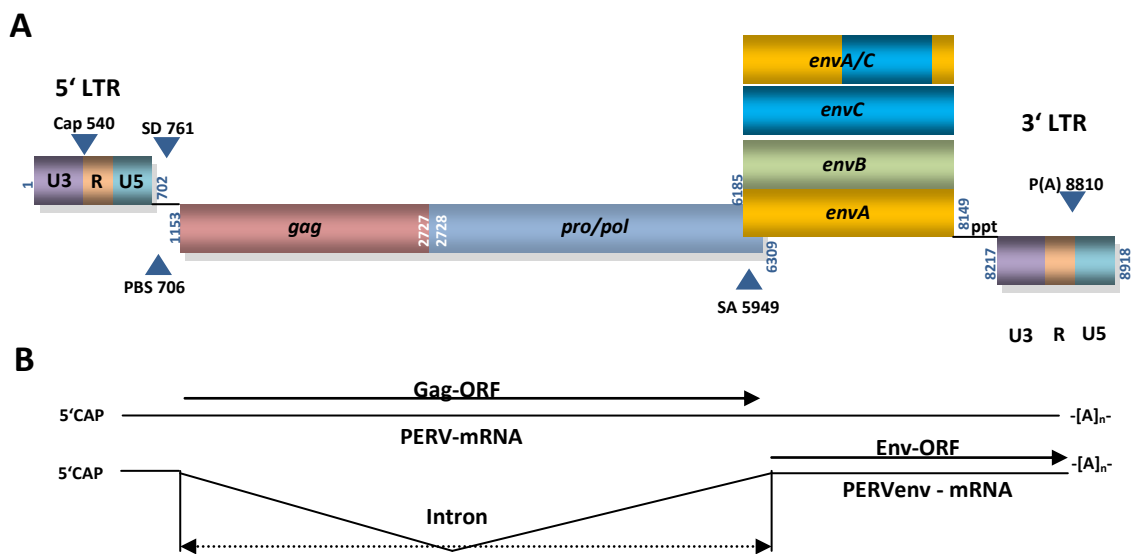 A
5‘ LTR
Cap 540
SD 761
U3 R U5
1
702
PBS 706
1153
gag
2727
2728
pro/pol
6185
6309
SA 5949
envA/C
envC
envB
envA
8149
ppt
3‘ LTR
P(A) 8810
8217
8918
U3 R U5
B
Gag-ORF
5‘CAP
-[A]n-
PERV-mRNA
Env-ORF
5‘CAP
-[A]n-
PERVenv - mRNA
Intron